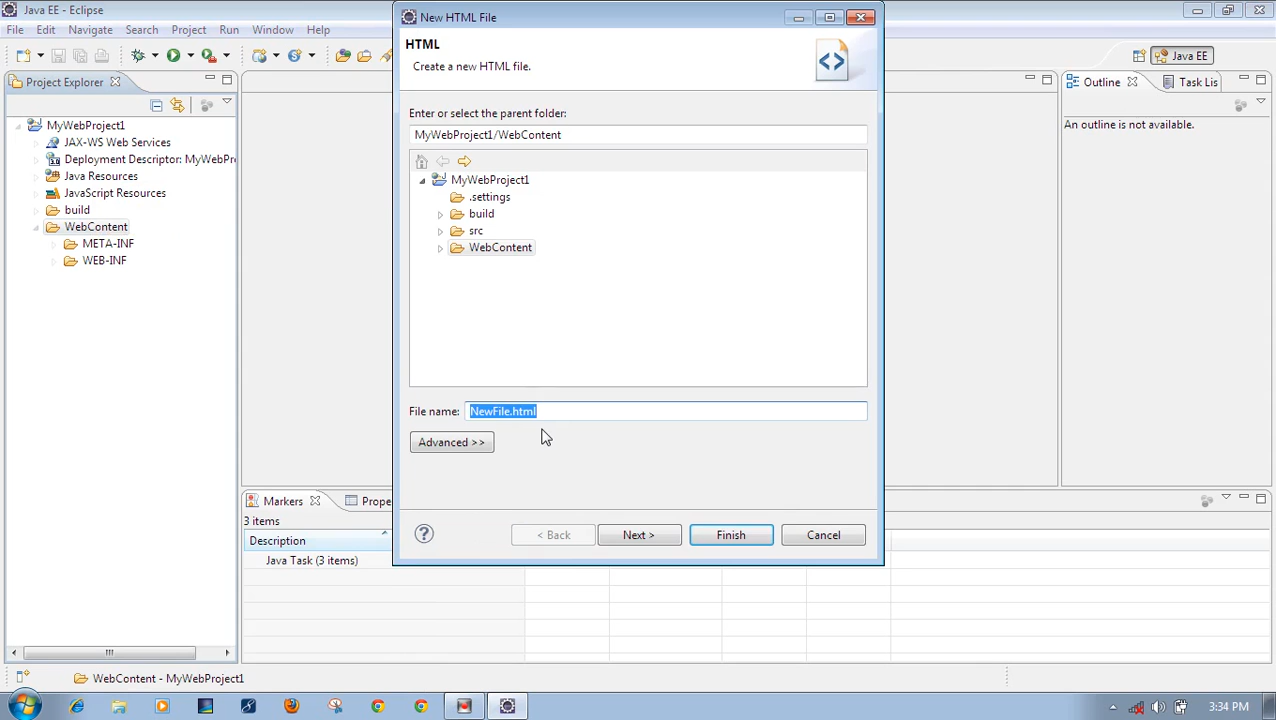 Java EE - Eclipse
File Edit Navigate Search Project Run Window Help
Java EE
Project Explorer
MyWebProject1
JAX-WS Web Services
Deployment Descriptor: MyWebPr
Java Resources
JavaScript Resources
build
WebContent
META-INF
WEB-INF
New HTML File
HTML
Create a new HTML file.
Enter or select the parent folder:
MyWebProject1/WebContent
MyWebProject1
.settings
build
src
WebContent
File name: NewFile.html
Advanced >>
< Back Next > Finish Cancel
Outline Task Lis
An outline is not available.
Markers Prope
3 items
Description
Java Task (3 items)
WebContent - MyWebProject1
3:34 PM